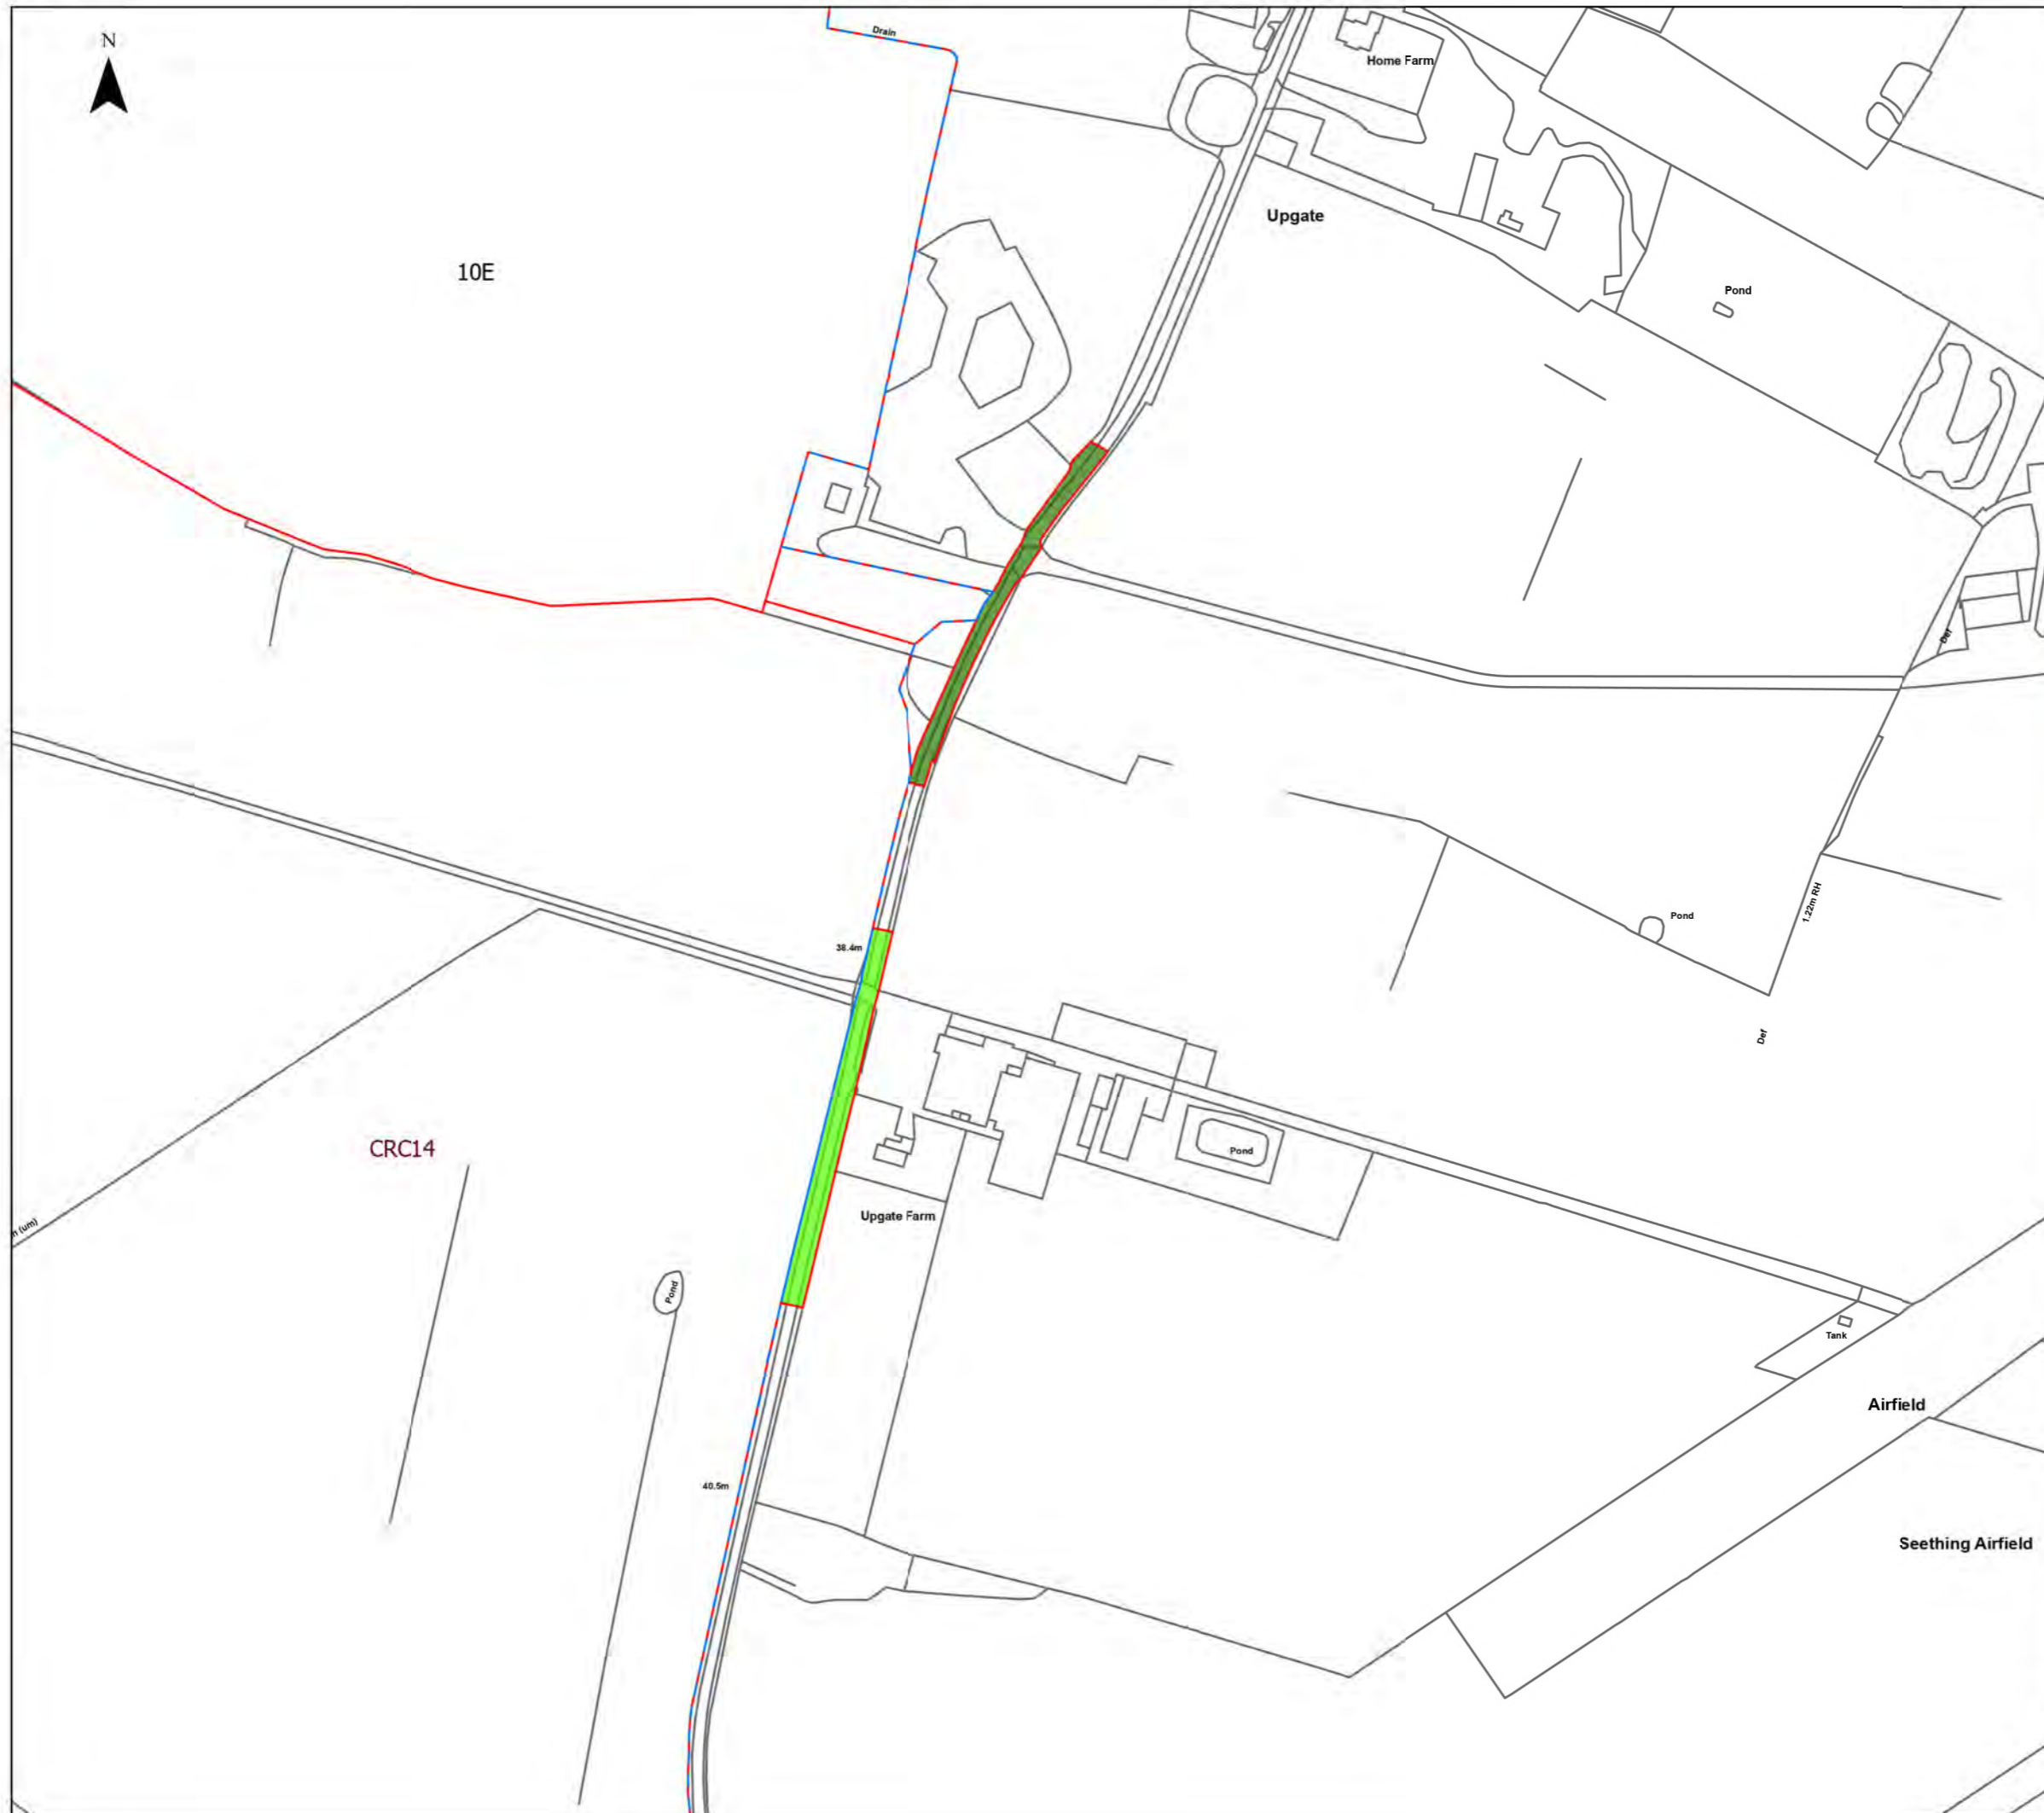 N
Drain
Home Farm
Upgate
10E
Pond
Def
1.22m RH
Pond
38.4m
Def
CRC14
Pond
Upgate Farm
(um)
Pond
Tank
Airfield
40.5m
Seething Airfield